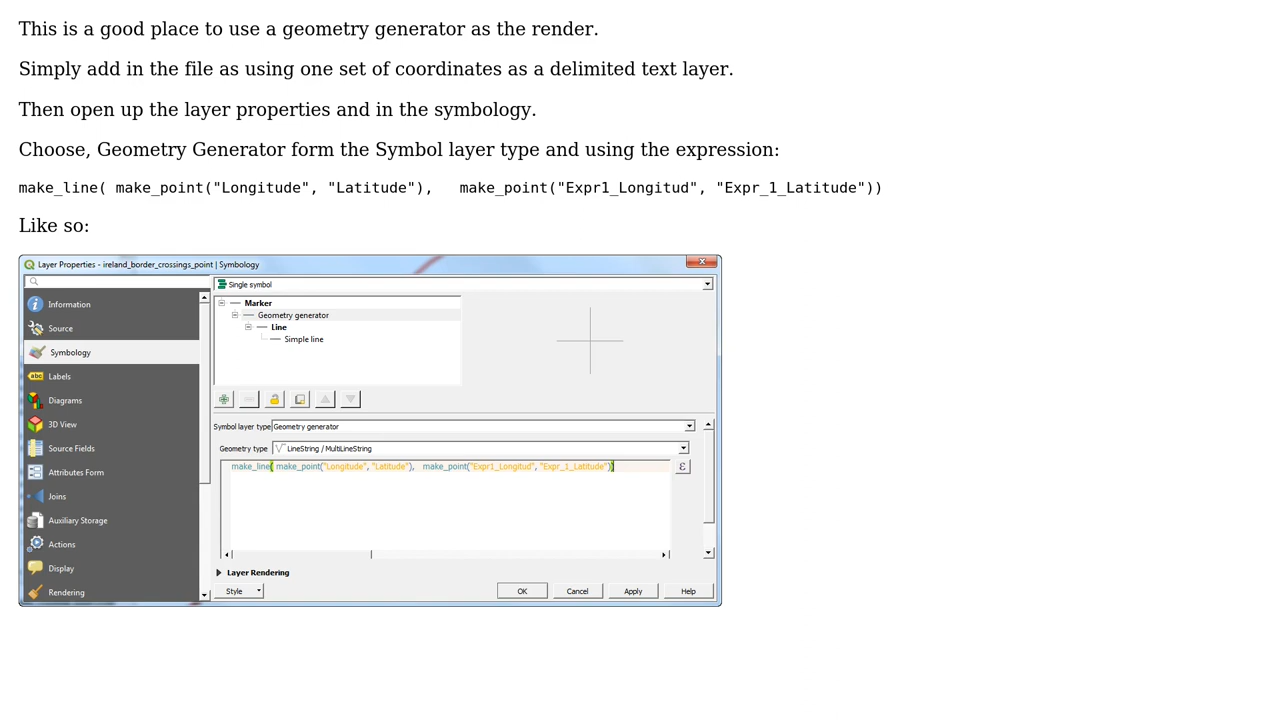 This is a good place to use a geometry generator as the render.
Simply add in the file as using one set of coordinates as a delimited text layer.
Then open up the layer properties and in the symbology.
Choose, Geometry Generator form the Symbol layer type and using the expression:
make_line( make_point("Longitude", "Latitude"),   make_point("Expr1_Longitud", "Expr_1_Latitude"))
Like so:
Layer Properties - ireland_border_crossings_point | Symbology
Information
Source
Symbology
Labels
Diagrams
3D View
Source Fields
Attributes Form
Joins
Auxiliary Storage
Actions
Display
Rendering
Single symbol
Marker
Geometry generator
Line
Simple line
Symbol layer type Geometry generator
Geometry type LineString / MultiLineString
make_line( make_point("Longitude", "Latitude"),   make_point("Expr1_Longitud", "Expr_1_Latitude"))
ε
Layer Rendering
Style OK Cancel Apply Help